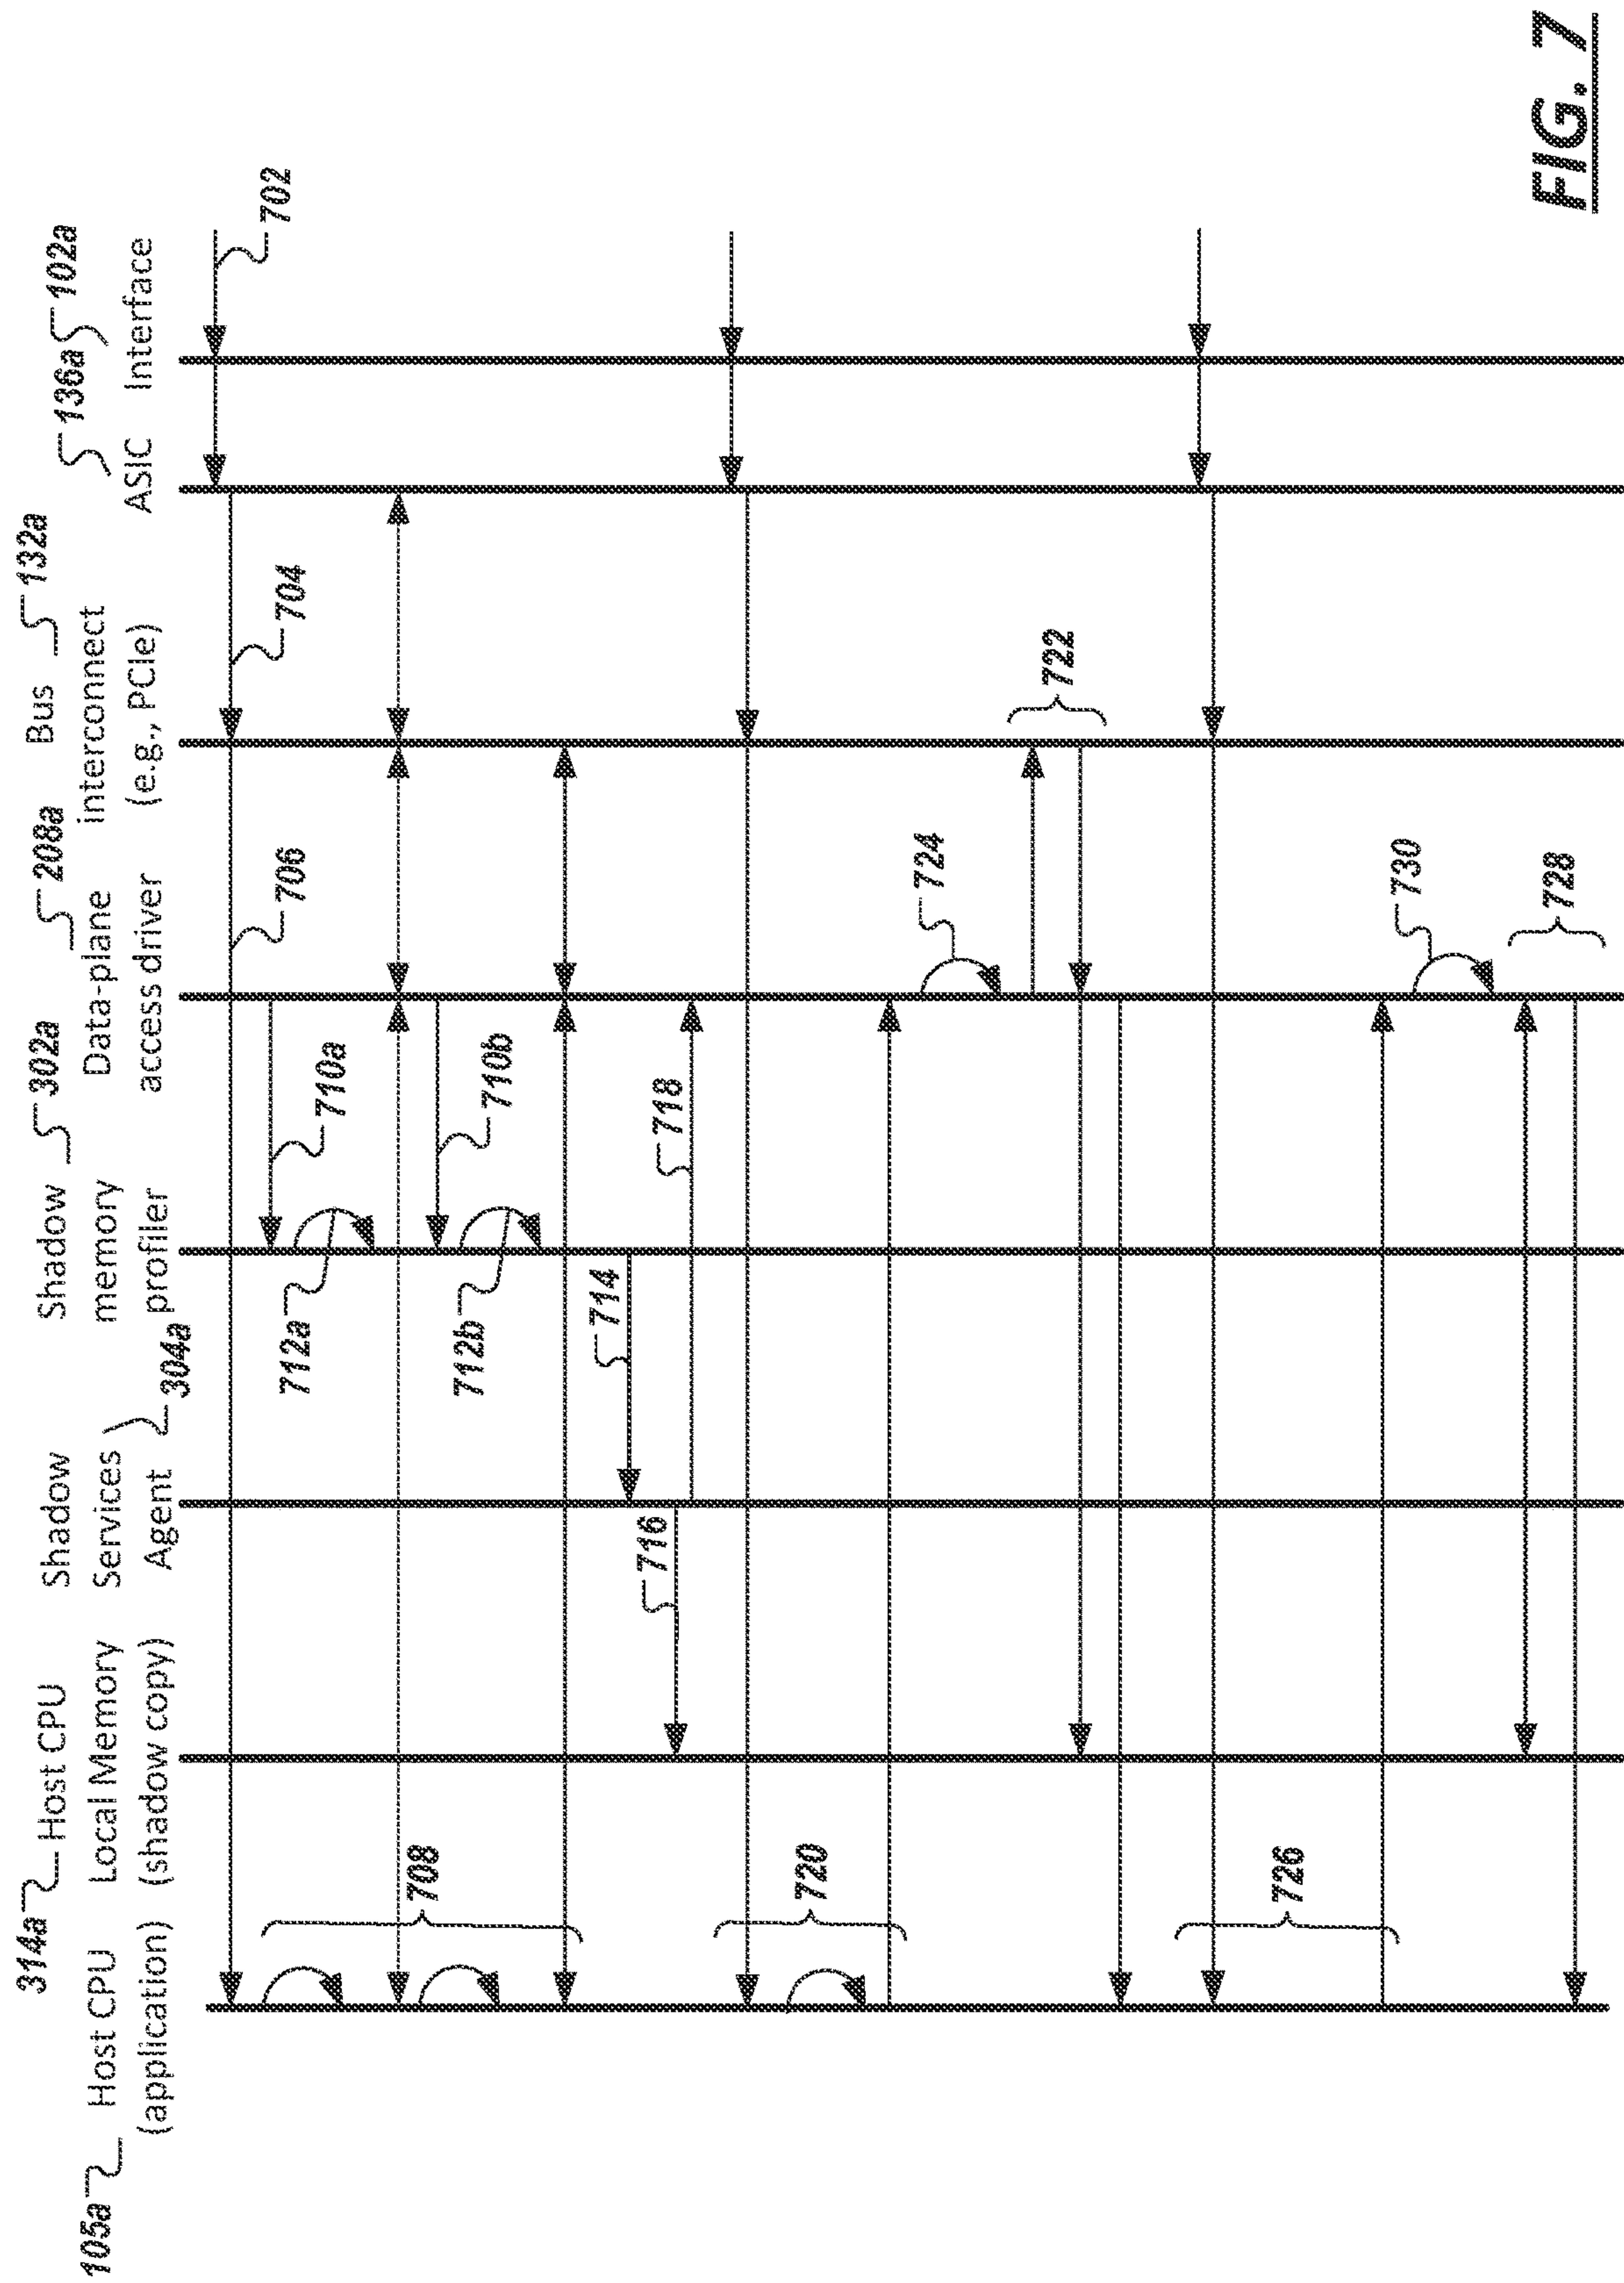 105a
Host CPU
(application)
314a
Host CPU
Local Memory
(shadow copy)
Shadow
Services
Agent
304a
Shadow
memory
profiler
302a
Data-plane
access driver
208a
Bus
interconnect
(e.g., PCIe)
132a
ASIC
136a
Interface
102a
702
704
706
712a
710a
708
712b
710b
714
716
718
720
724
722
726
730
728
FIG. 7